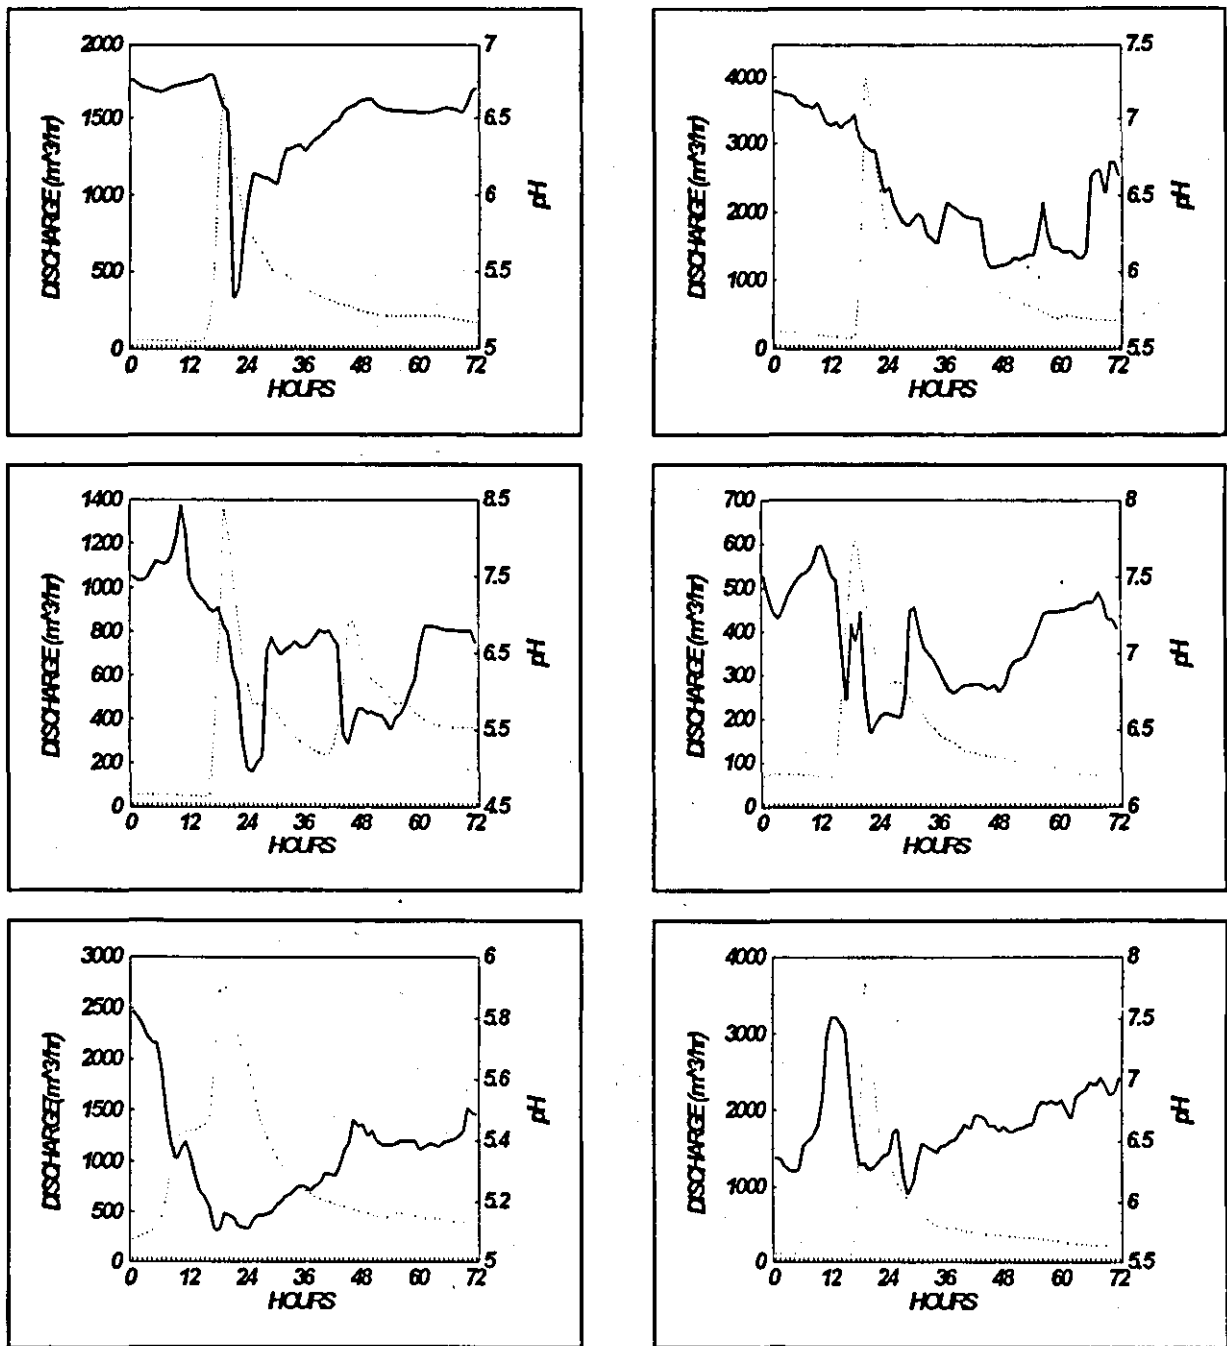 2000
1500
1000
500
0
DISCHARGE (m^3/hr)
7
6.5
6
5.5
5
pH
0 12 24 36 48 60 72
HOURS
4000
3000
2000
1000
0
DISCHARGE (m^3/hr)
7.5
7
6.5
6
5.5
pH
0 12 24 36 48 60 72
HOURS
1400
1200
1000
800
600
400
200
0
DISCHARGE (m^3/hr)
8.5
7.5
6.5
5.5
4.5
pH
0 12 24 36 48 60 72
HOURS
700
600
500
400
300
200
100
0
DISCHARGE (m^3/hr)
8
7.5
7
6.5
6
pH
0 12 24 36 48 60 72
HOURS
3000
2500
2000
1500
1000
500
0
DISCHARGE(m^3/hr)
6
5.8
5.6
5.4
5.2
5
pH
0 12 24 36 48 60 72
HOURS
4000
3000
2000
1000
0
DISCHARGE (m^3/hr)
8
7.5
7
6.5
6
5.5
pH
0 12 24 36 48 60 72
HOURS